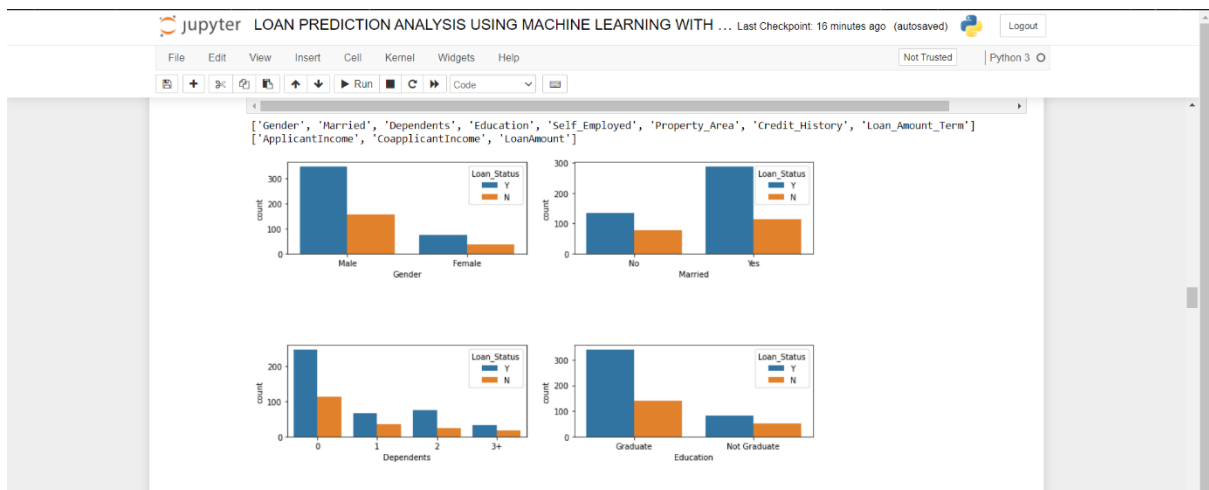 jupyter LOAN PREDICTION ANALYSIS USING MACHINE LEARNING WITH ... Last Checkpoint: 16 minutes ago (autosaved) Logout
File Edit View Insert Cell Kernel Widgets Help Not Trusted Python 3
Run Code
['Gender', 'Married', 'Dependents', 'Education', 'Self_Employed', 'Property_Area', 'Credit_History', 'Loan_Amount_Term']
['ApplicantIncome', 'CoapplicantIncome', 'LoanAmount']
Loan_Status
Y
N
300
200
100
0
count
Male Female
Gender
Loan_Status
Y
N
300
200
100
0
count
No Yes
Married
Loan_Status
Y
N
200
100
0
count
0 1 2 3+
Dependents
Loan_Status
Y
N
300
200
100
0
count
Graduate Not Graduate
Education